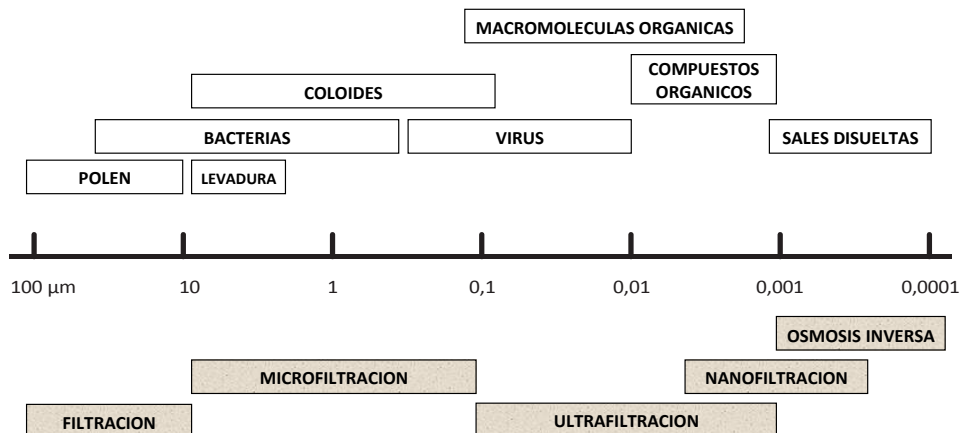 MACROMOLECULAS ORGANICAS
COMPUESTOS
ORGANICOS
COLOIDES
BACTERIAS
VIRUS
SALES DISUELTAS
POLEN
LEVADURA
100 µm 10 1 0,1 0,01 0,001 0,0001
OSMOSIS INVERSA
MICROFILTRACION
NANOFILTRACION
FILTRACION
ULTRAFILTRACION